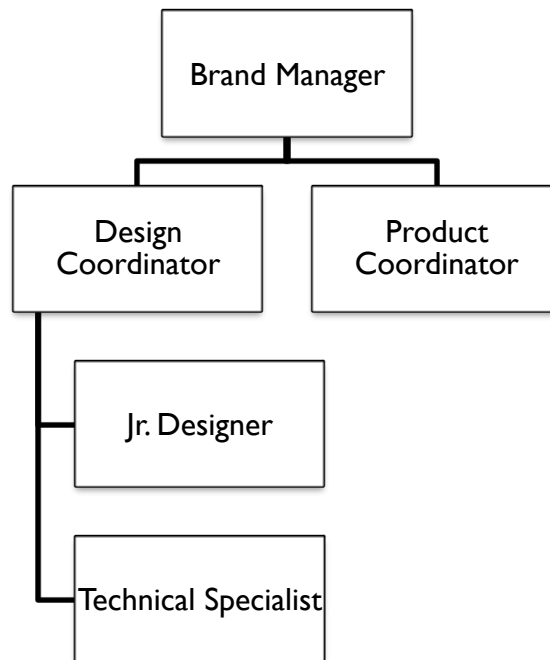 Brand Manager
Design
Coordinator
Product
Coordinator
Jr. Designer
Technical Specialist